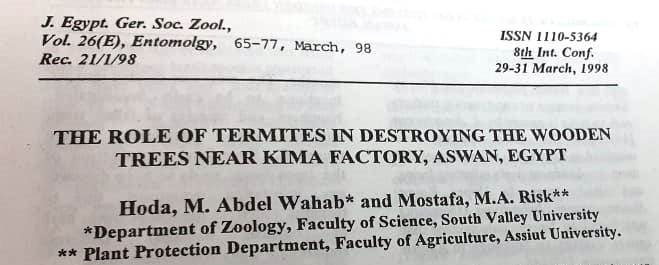 J. Egypt. Ger. Soc. Zool.,
Vol. 26(E), Entomolgy, 65-77, March, 98
Rec. 21/1/98
ISSN 1110-5364
8th Int. Conf.
29-31 March, 1998
THE ROLE OF TERMITES IN DESTROYING THE WOODEN
TREES NEAR KIMA FACTORY, ASWAN, EGYPT
Hoda, M. Abdel Wahab* and Mostafa, M.A. Risk**
*Department of Zoology, Faculty of Science, South Valley University
** Plant Protection Department, Faculty of Agriculture, Assiut University.